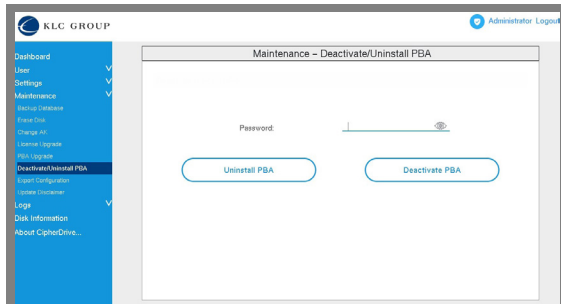 KLC GROUP
Administrator Logout
Maintenance – Deactivate/Uninstall PBA
Dashboard
User
Settings
Maintenance
Backup Database
Erase Disk
Change AK
License Upgrade
PBA Upgrade
Deactivate/Uninstall PBA
Export Configuration
Update Disclaimer
Logs
Disk Information
About CipherDrive...
Password:
Uninstall PBA
Deactivate PBA